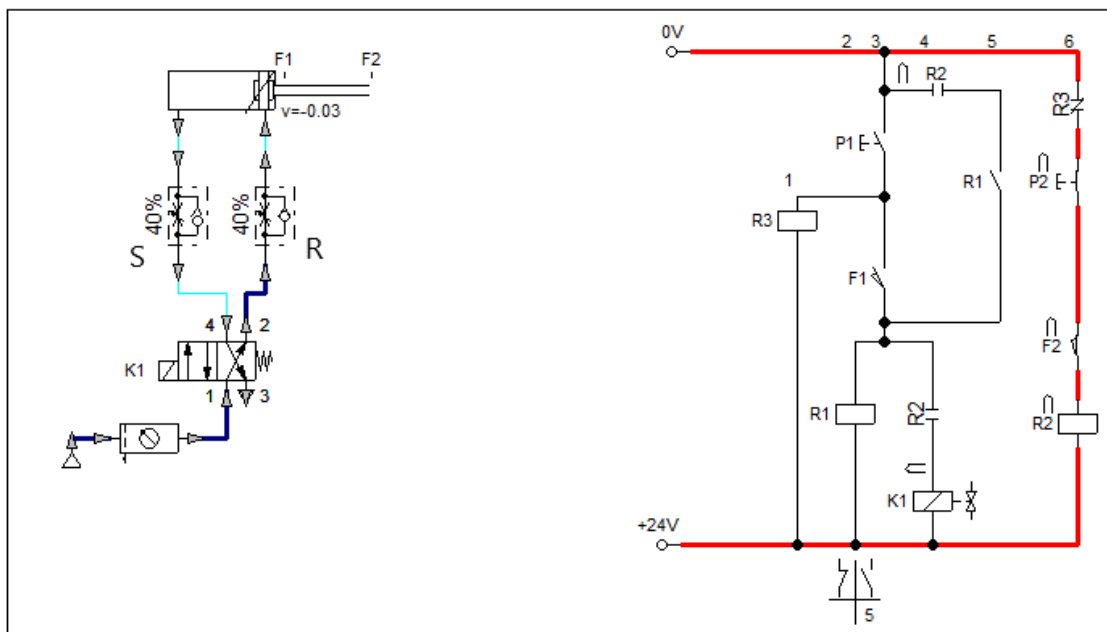 F1 F2
v=-0.03
40% 40%
S R
4 2
K1
1 3
0V 2 3 4 5 6
R2
R3
P1
P2
1
R1
R3
F1
F2
R1
R2
R2
K1
+24V
5